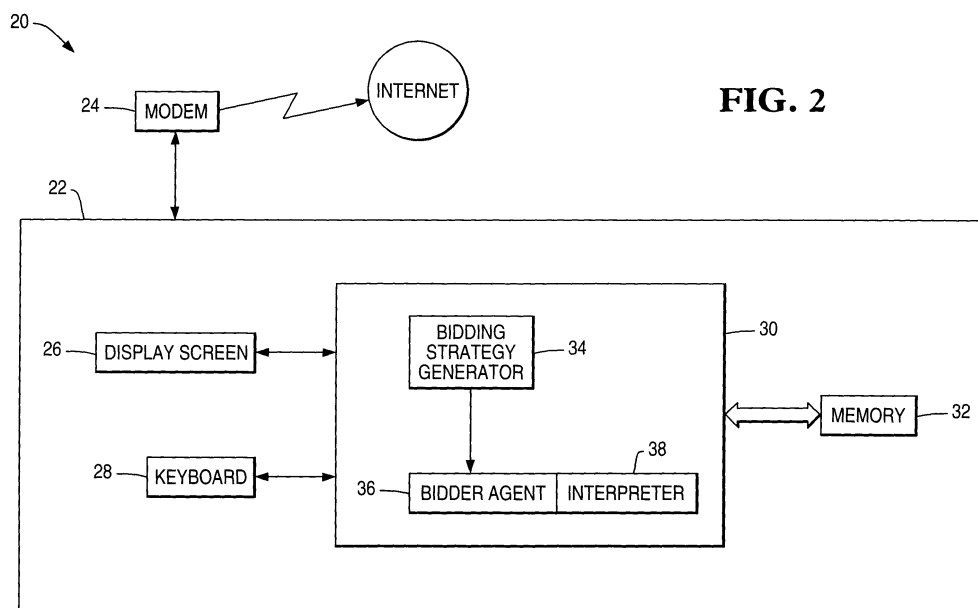 20
24
MODEM
INTERNET
FIG. 2
22
26
DISPLAY SCREEN
BIDDING
STRATEGY
GENERATOR
34
30
MEMORY
32
28
KEYBOARD
36
BIDDER AGENT
38
INTERPRETER